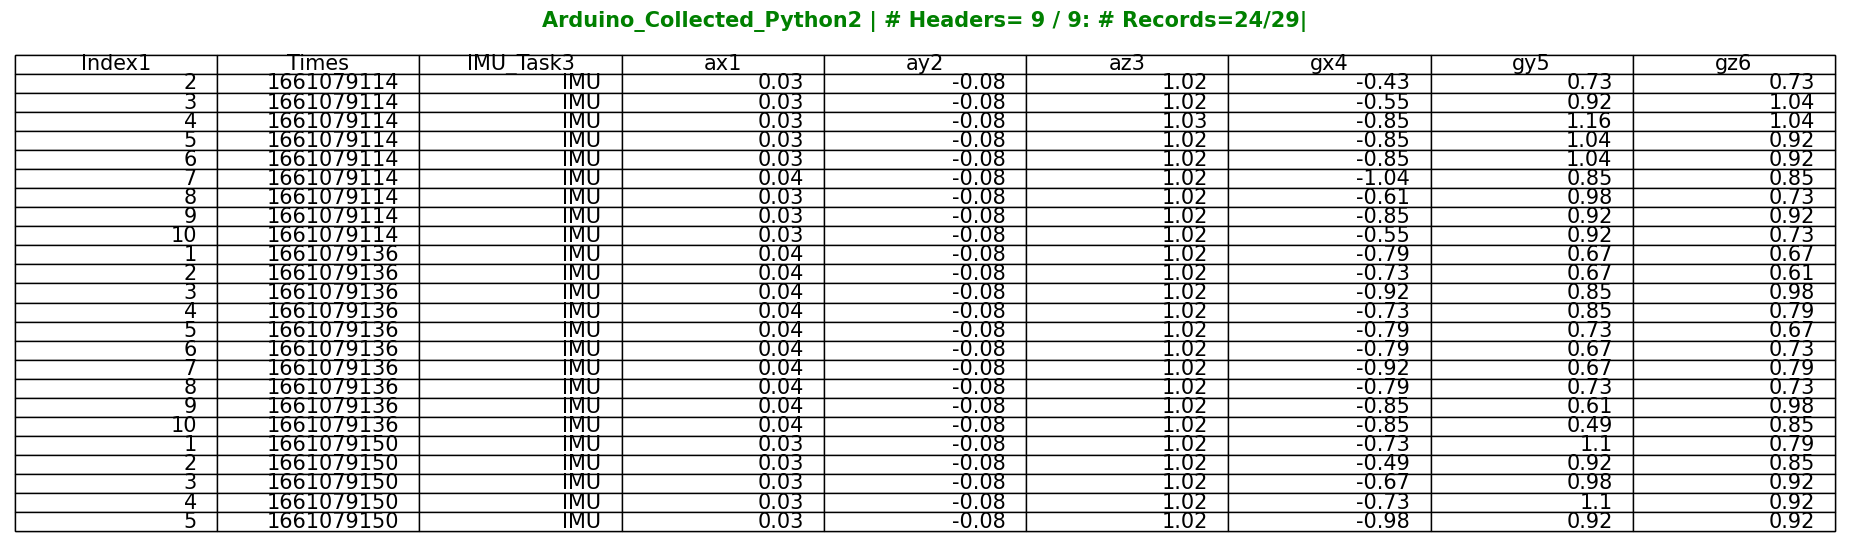 Arduino_Collected_Python2 | # Headers= 9 / 9: # Records=24/29|
Index1 Times IMU_Task3 ax1 ay2 az3 gx4 gy5 gz6
2 1661079114 IMU 0.03 -0.08 1.02 -0.43 0.73 0.73
3 1661079114 IMU 0.03 -0.08 1.02 -0.55 0.92 1.04
4 1661079114 IMU 0.03 -0.08 1.03 -0.85 1.16 1.04
5 1661079114 IMU 0.03 -0.08 1.02 -0.85 1.04 0.92
6 1661079114 IMU 0.03 -0.08 1.02 -0.85 1.04 0.92
7 1661079114 IMU 0.04 -0.08 1.02 -1.04 0.85 0.85
8 1661079114 IMU 0.03 -0.08 1.02 -0.61 0.98 0.73
9 1661079114 IMU 0.03 -0.08 1.02 -0.85 0.92 0.92
10 1661079114 IMU 0.03 -0.08 1.02 -0.55 0.92 0.73
1 1661079136 IMU 0.04 -0.08 1.02 -0.79 0.67 0.67
2 1661079136 IMU 0.04 -0.08 1.02 -0.73 0.67 0.61
3 1661079136 IMU 0.04 -0.08 1.02 -0.92 0.85 0.98
4 1661079136 IMU 0.04 -0.08 1.02 -0.73 0.85 0.79
5 1661079136 IMU 0.04 -0.08 1.02 -0.79 0.73 0.67
6 1661079136 IMU 0.04 -0.08 1.02 -0.79 0.67 0.73
7 1661079136 IMU 0.04 -0.08 1.02 -0.92 0.67 0.79
8 1661079136 IMU 0.04 -0.08 1.02 -0.79 0.73 0.73
9 1661079136 IMU 0.04 -0.08 1.02 -0.85 0.61 0.98
10 1661079136 IMU 0.04 -0.08 1.02 -0.85 0.49 0.85
1 1661079150 IMU 0.03 -0.08 1.02 -0.73 1.1 0.79
2 1661079150 IMU 0.03 -0.08 1.02 -0.49 0.92 0.85
3 1661079150 IMU 0.03 -0.08 1.02 -0.67 0.98 0.92
4 1661079150 IMU 0.03 -0.08 1.02 -0.73 1.1 0.92
5 1661079150 IMU 0.03 -0.08 1.02 -0.98 0.92 0.92